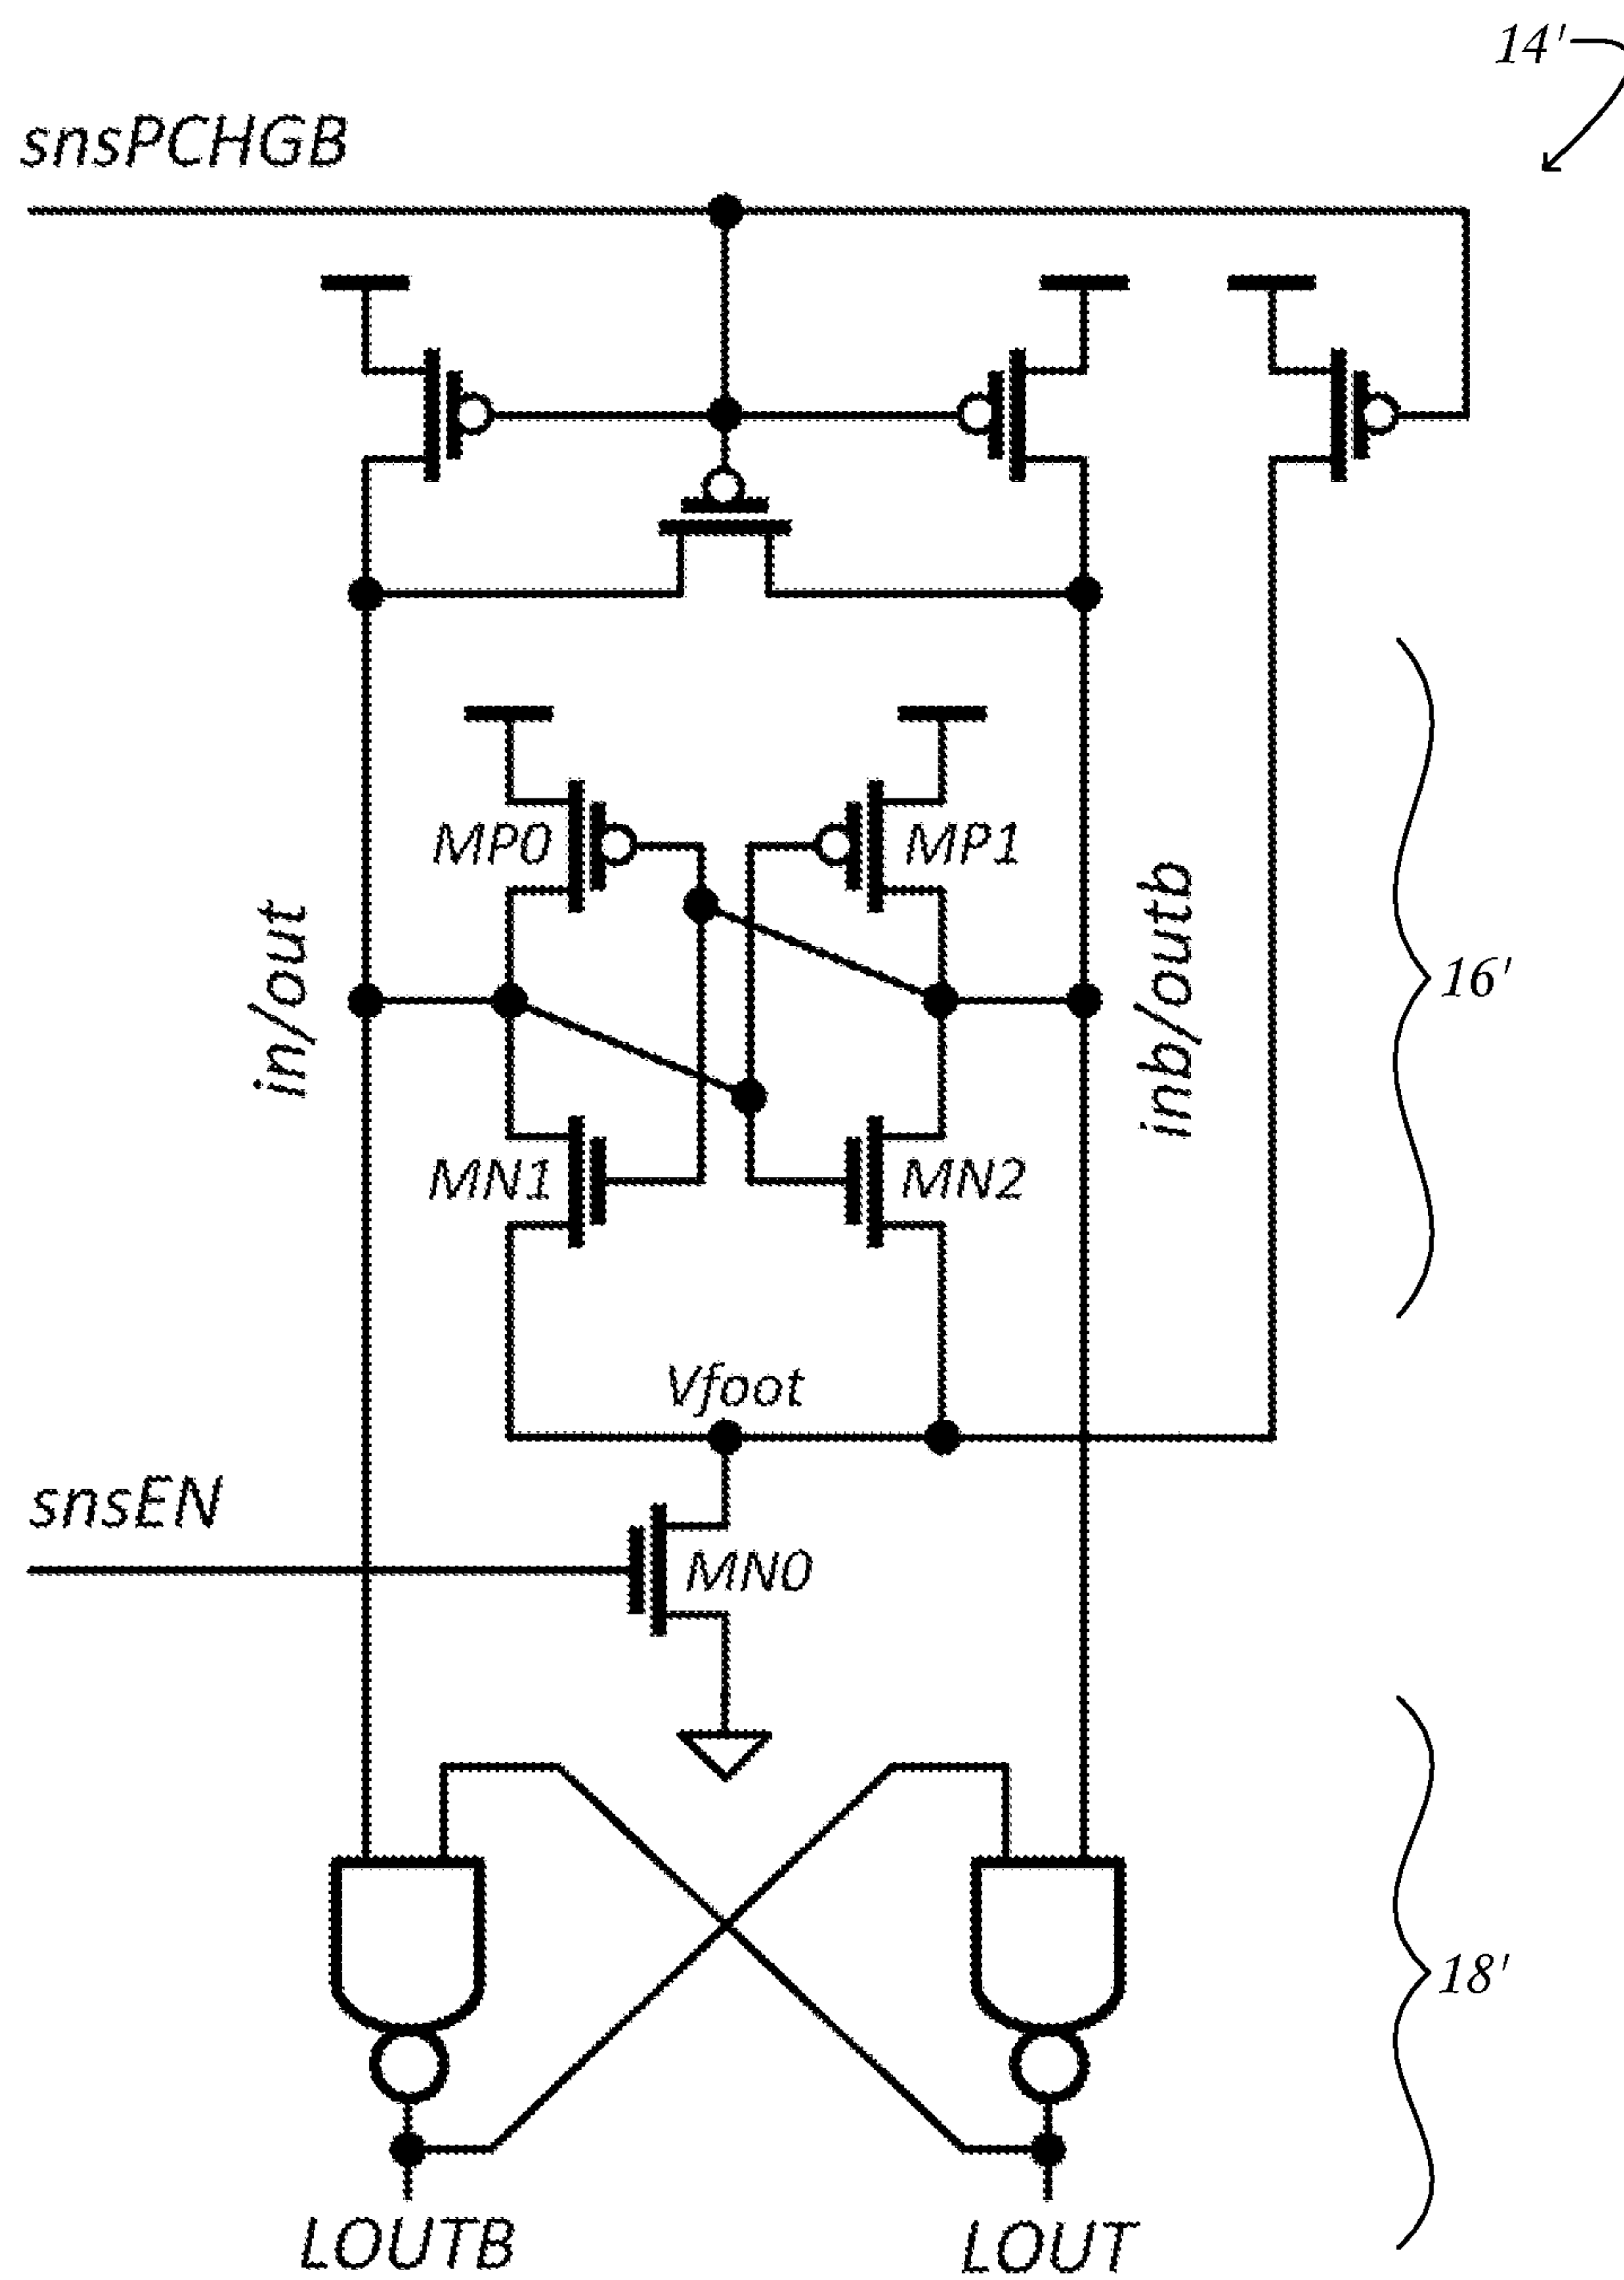 14'
snsPCHGB
MP0
MP1
in/out
inb/outb
16'
MN1
MN2
Vfoot
snsEN
MN0
18'
LOUTB
LOUT